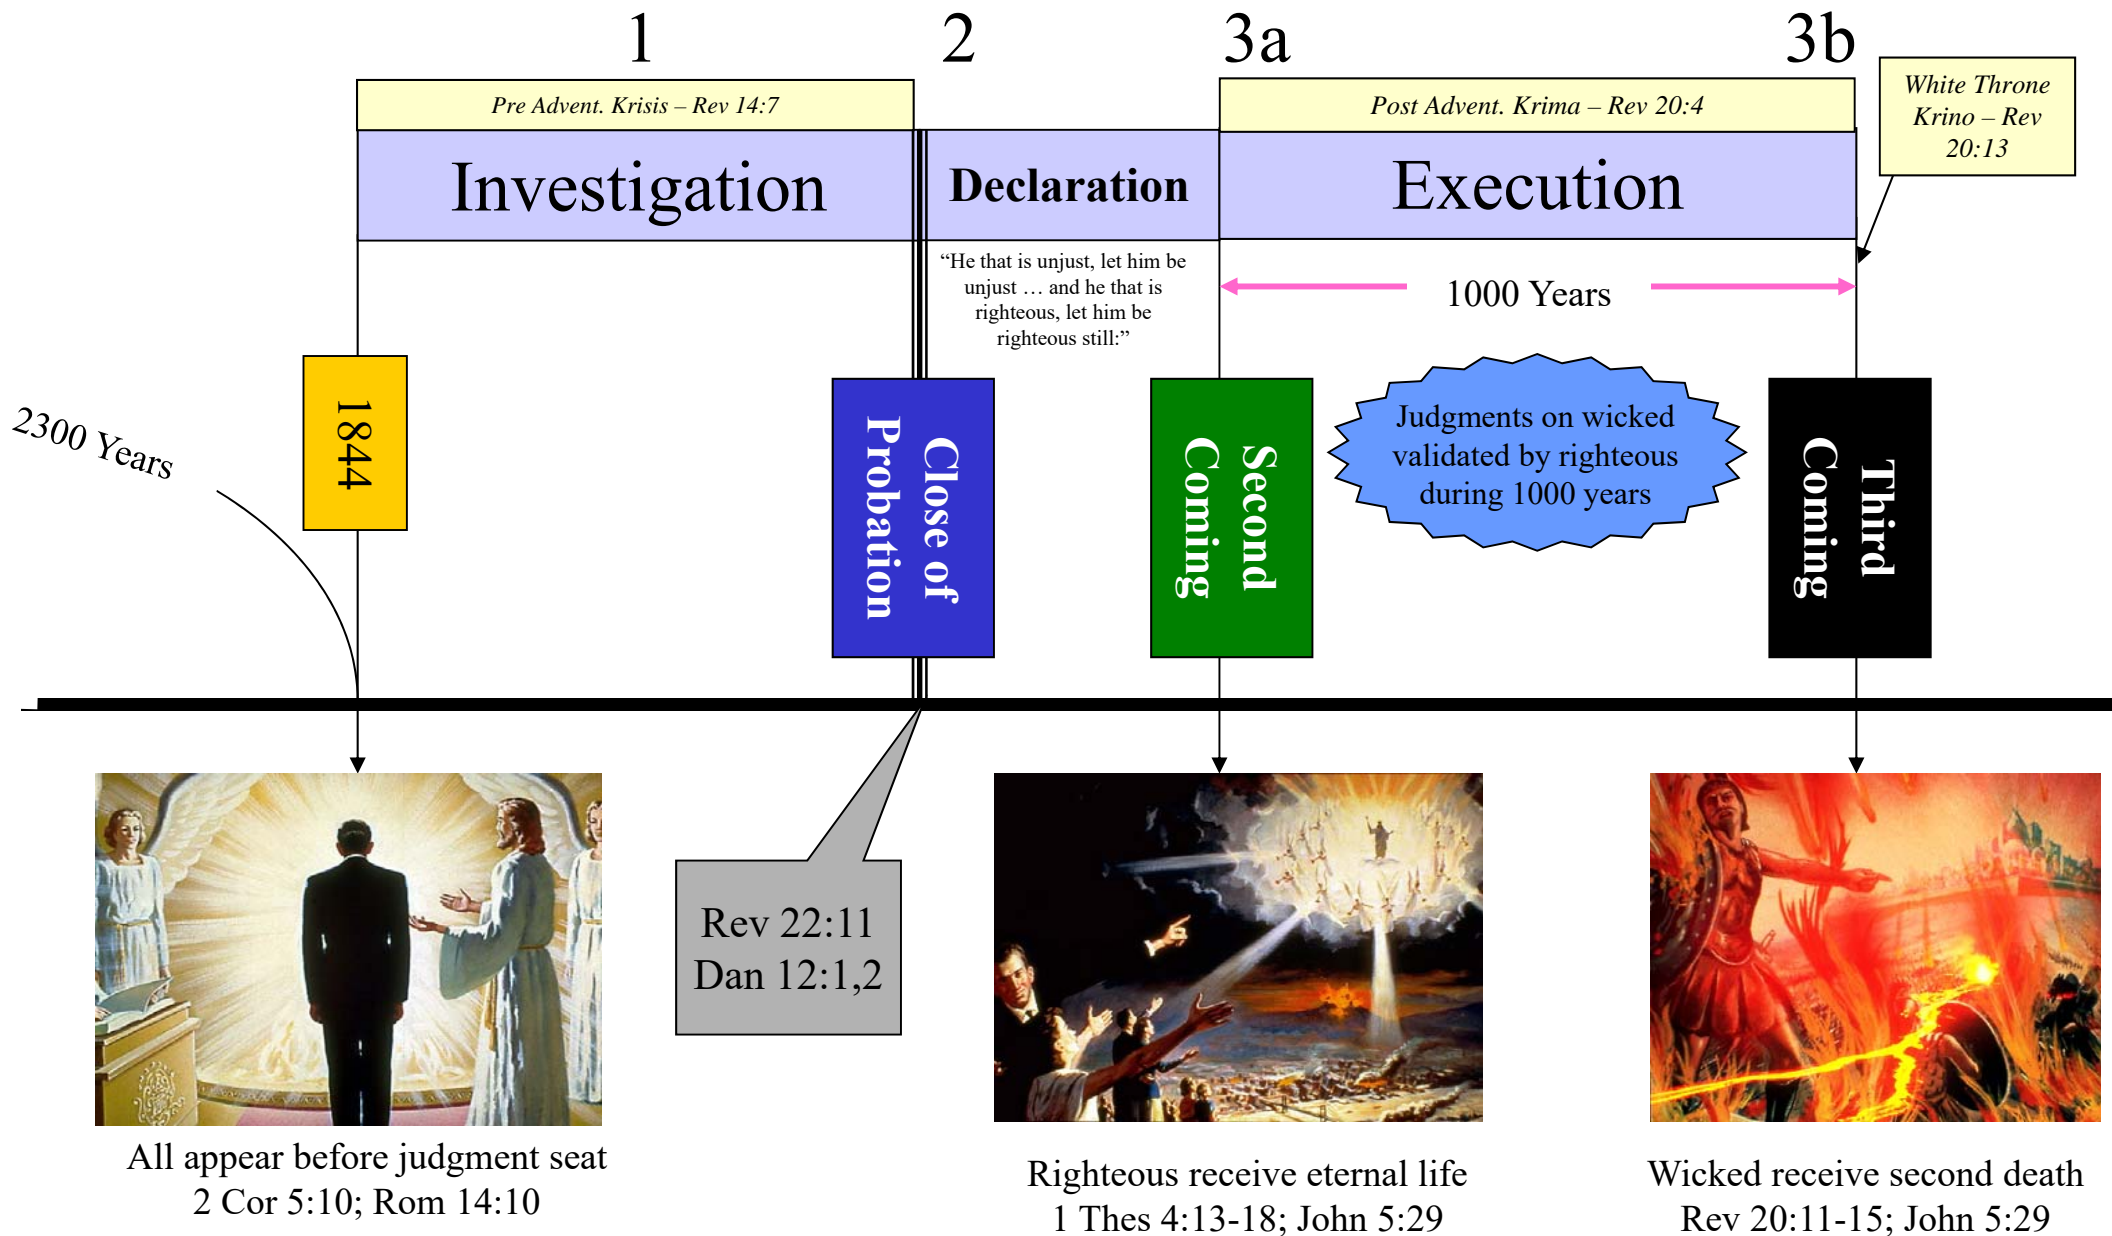 1
2
3a
3b
Pre Advent. Krisis – Rev 14:7
Post Advent. Krima – Rev 20:4
White Throne
Krino – Rev
20:13
Investigation
Declaration
Execution
“He that is unjust, let him be
unjust … and he that is
righteous, let him be
righteous still:”
1000 Years
2300 Years
1844
Close of
Probation
Second
Coming
Judgments on wicked
validated by righteous
during 1000 years
Third
Coming
Rev 22:11
Dan 12:1,2
All appear before judgment seat
2 Cor 5:10; Rom 14:10
Righteous receive eternal life
1 Thes 4:13-18; John 5:29
Wicked receive second death
Rev 20:11-15; John 5:29